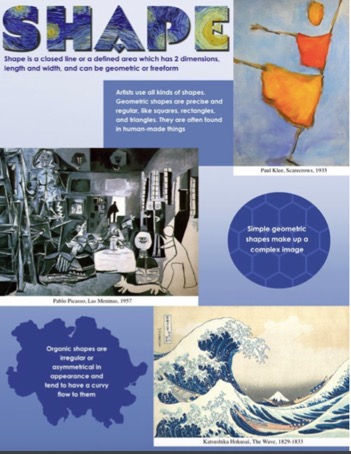 SHAPE
Shape is a closed line or a defined area which has 2 dimensions,
length and width, and can be geometric or freeform
Artists use all kinds of shapes.
Geometric shapes are precise and
regular, like squares, rectangles,
and triangles. They are often found
in human-made things
Paul Klee, Scarecrows, 1935
Simple geometric
shapes make up a
complex image
Pablo Picasso, Las Meninas, 1957
Organic shapes are
irregular or
asymmetrical in
appearance and
tend to have a curvy
flow to them
Katsushika Hokusai, The Wave, 1829-1833